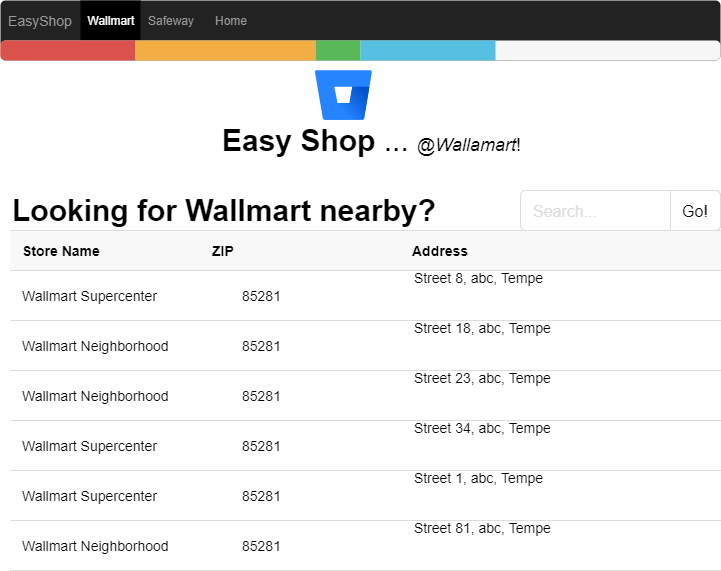 EasyShop Wallmart Safeway Home
Easy Shop ... @Wallamart!
Looking for Wallmart nearby? Search... Go!
Store Name ZIP Address
Wallmart Supercenter 85281 Street 8, abc, Tempe
Wallmart Neighborhood 85281 Street 18, abc, Tempe
Wallmart Neighborhood 85281 Street 23, abc, Tempe
Wallmart Supercenter 85281 Street 34, abc, Tempe
Wallmart Supercenter 85281 Street 1, abc, Tempe
Wallmart Neighborhood 85281 Street 81, abc, Tempe